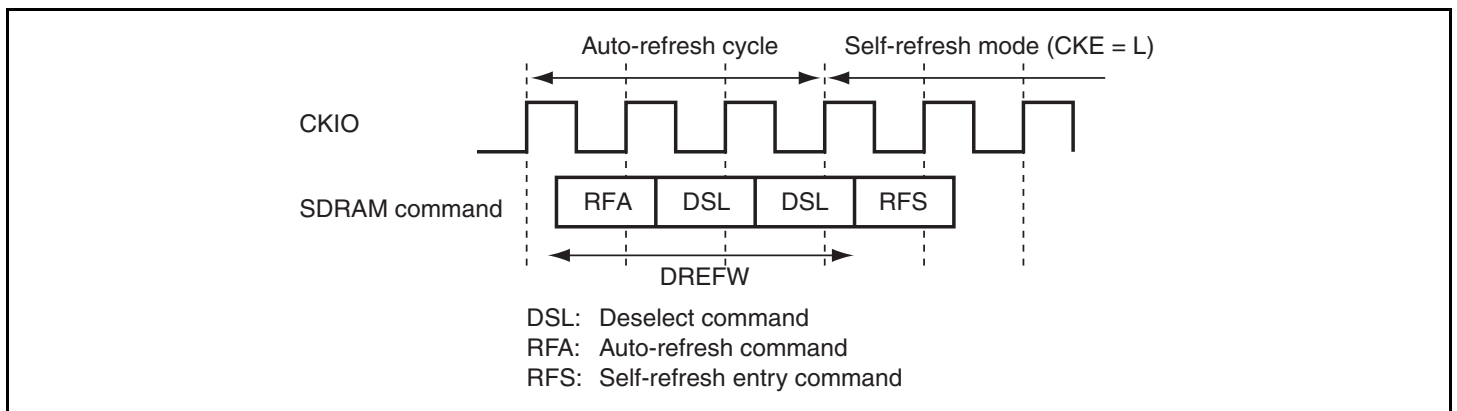 Auto-refresh cycle Self-refresh mode (CKE = L)
CKIO
SDRAM command RFA DSL DSL RFS
DREFW
DSL: Deselect command
RFA: Auto-refresh command
RFS: Self-refresh entry command